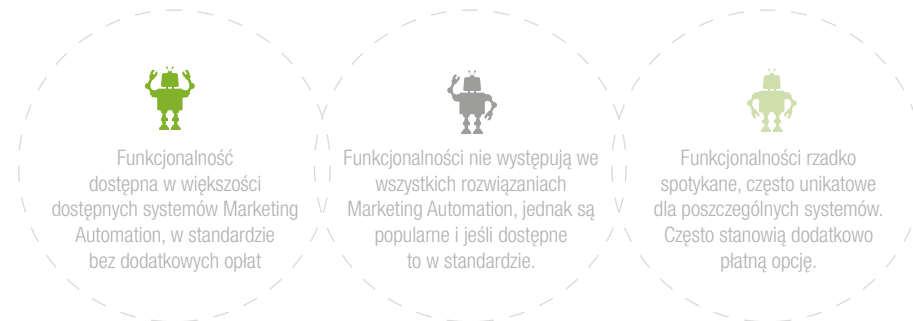 Funkcjonalność
dostępna w większości
dostępnych systemów Marketing
Automation, w standardzie
bez dodatkowych opłat
Funkcjonalności nie występują we
wszystkich rozwiązaniach
Marketing Automation, jednak są
popularne i jeśli dostępne
to w standardzie.
Funkcjonalności rzadko
spotykane, często unikatowe
dla poszczególnych systemów.
Często stanowią dodatkowo
płatną opcję.